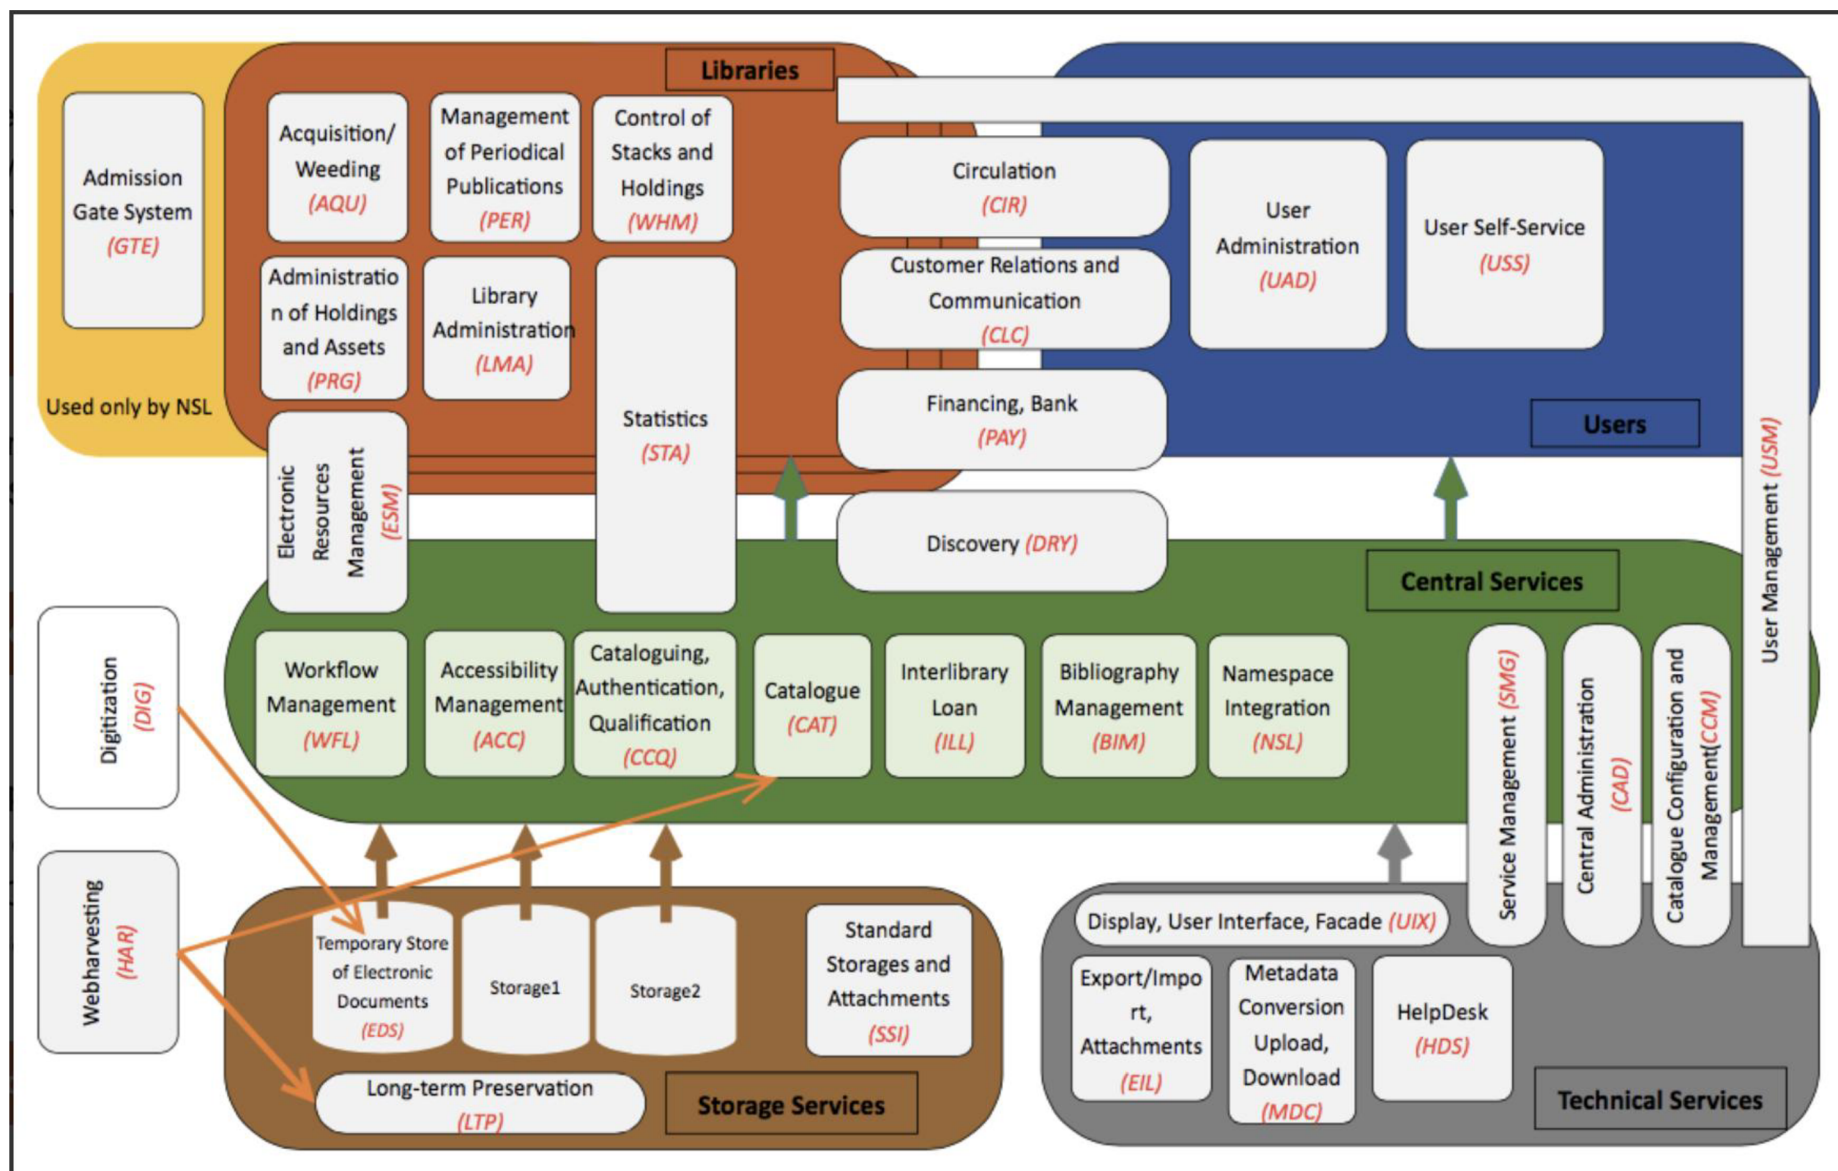 Libraries
Admission
Gate System
(GTE)
Used only by NSL
Acquisition/
Weeding
(AQU)
Management
of Periodical
Publications
(PER)
Control of
Stacks and
Holdings
(WHM)
Administratio
n of Holdings
and Assets
(PRG)
Library
Administration
(LMA)
Statistics
(STA)
Electronic
Resources
Management
(ESM)
Circulation
(CIR)
Customer Relations and
Communication
(CLC)
Financing, Bank
(PAY)
Discovery (DRY)
User
Administration
(UAD)
User Self-Service
(USS)
Users
User Management (USM)
Central Services
Digitization
(DIG)
Workflow
Management
(WFL)
Accessibility
Management
(ACC)
Cataloguing,
Authentication,
Qualification
(CCQ)
Catalogue
(CAT)
Interlibrary
Loan
(ILL)
Bibliography
Management
(BIM)
Namespace
Integration
(NSL)
Service Management (SMG)
Central Administration
(CAD)
Catalogue Configuration and
Management(CCM)
Webharvesting
(HAR)
Temporary Store
of Electronic
Documents
(EDS)
Storage1
Storage2
Standard
Storages and
Attachments
(SSI)
Long-term Preservation
(LTP)
Storage Services
Display, User Interface, Facade (UIX)
Export/Impo
rt,
Attachments
(EIL)
Metadata
Conversion
Upload,
Download
(MDC)
HelpDesk
(HDS)
Technical Services